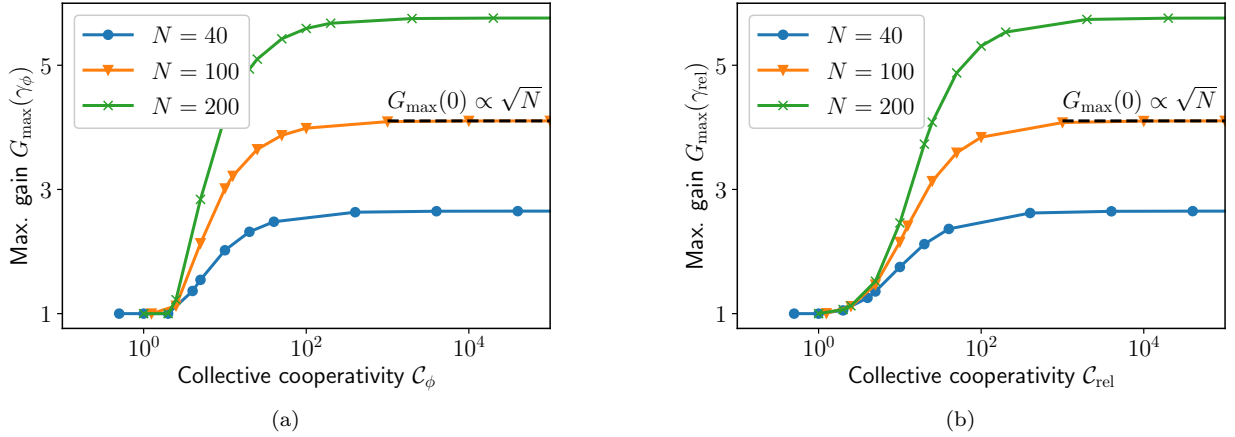 Max. gain G_max(γ_ϕ)
5
3
1
N = 40
N = 100
N = 200
G_max(0) ∝ √N
10^0
10^2
10^4
Collective cooperativity 𝒞_ϕ
(a)
Max. gain G_max(γ_rel)
5
3
1
N = 40
N = 100
N = 200
G_max(0) ∝ √N
10^0
10^2
10^4
Collective cooperativity 𝒞_rel
(b)